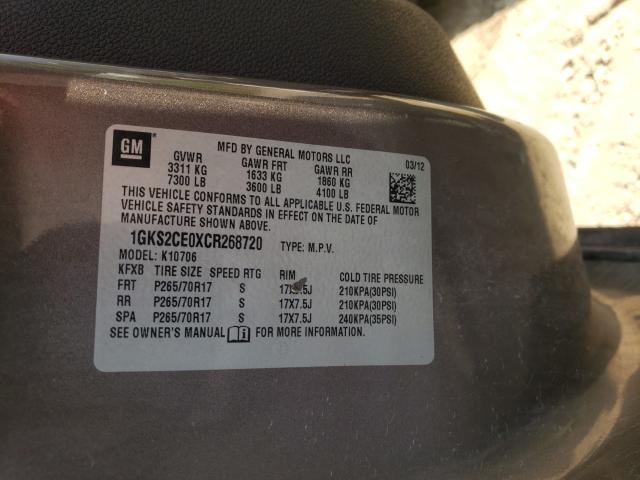 GM
MFD BY GENERAL MOTORS LLC
03/12
GVWR GAWR FRT GAWR RR
3311 KG 1633 KG 1860 KG
7300 LB 3600 LB 4100 LB
THIS VEHICLE CONFORMS TO ALL APPLICABLE U.S. FEDERAL MOTOR
VEHICLE SAFETY STANDARDS IN EFFECT ON THE DATE OF
MANUFACTURE SHOWN ABOVE.
1GKS2CE0XCR268720 TYPE: M.P.V.
MODEL: K10706
KFXB TIRE SIZE SPEED RTG RIM COLD TIRE PRESSURE
FRT P265/70R17 S 17X7.5J 210KPA(30PSI)
RR P265/70R17 S 17X7.5J 210KPA(30PSI)
SPA P265/70R17 S 17X7.5J 240KPA(35PSI)
SEE OWNER'S MANUAL FOR MORE INFORMATION